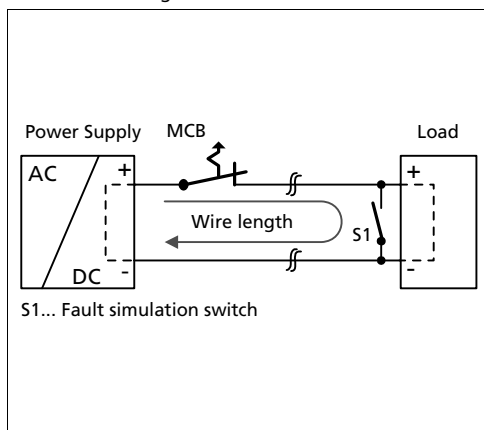 Power Supply MCB Load
AC + +
Wire length
S1
DC - -
S1... Fault simulation switch